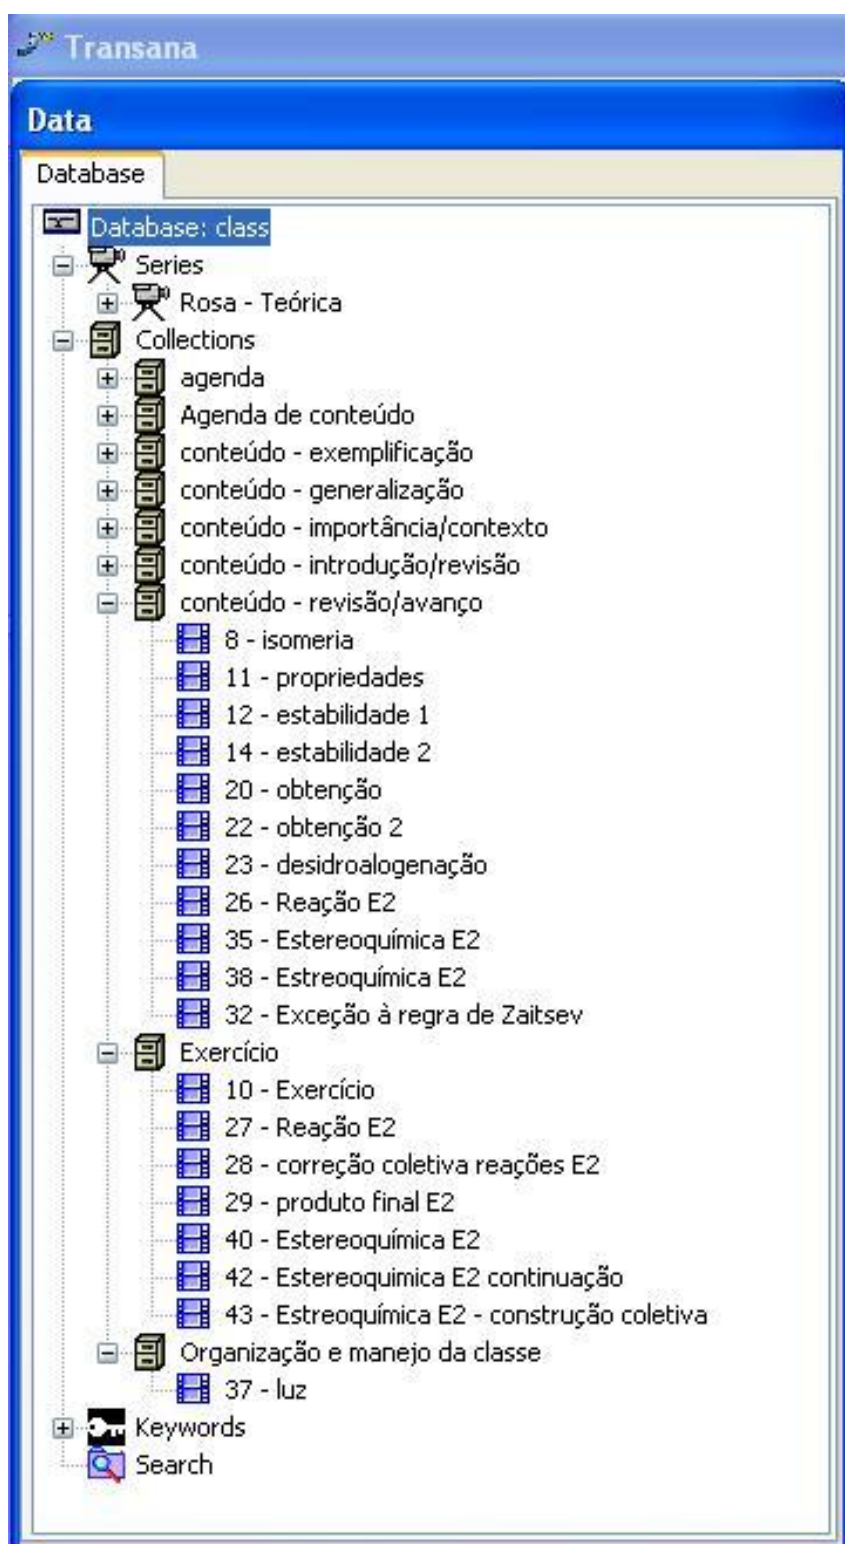 Transana
Data
Database
Database: class
Series
Rosa - Teórica
Collections
agenda
Agenda de conteúdo
conteúdo - exemplificação
conteúdo - generalização
conteúdo - importância/contexto
conteúdo - introdução/revisão
conteúdo - revisão/avanço
8 - isomeria
11 - propriedades
12 - estabilidade 1
14 - estabilidade 2
20 - obtenção
22 - obtenção 2
23 - desidroalogenação
26 - Reação E2
35 - Estereoquímica E2
38 - Estreoquímica E2
32 - Exceção à regra de Zaitsev
Exercício
10 - Exercício
27 - Reação E2
28 - correção coletiva reações E2
29 - produto final E2
40 - Estereoquímica E2
42 - Estereoquimica E2 continuação
43 - Estreoquímica E2 - construção coletiva
Organização e manejo da classe
37 - luz
Keywords
Search